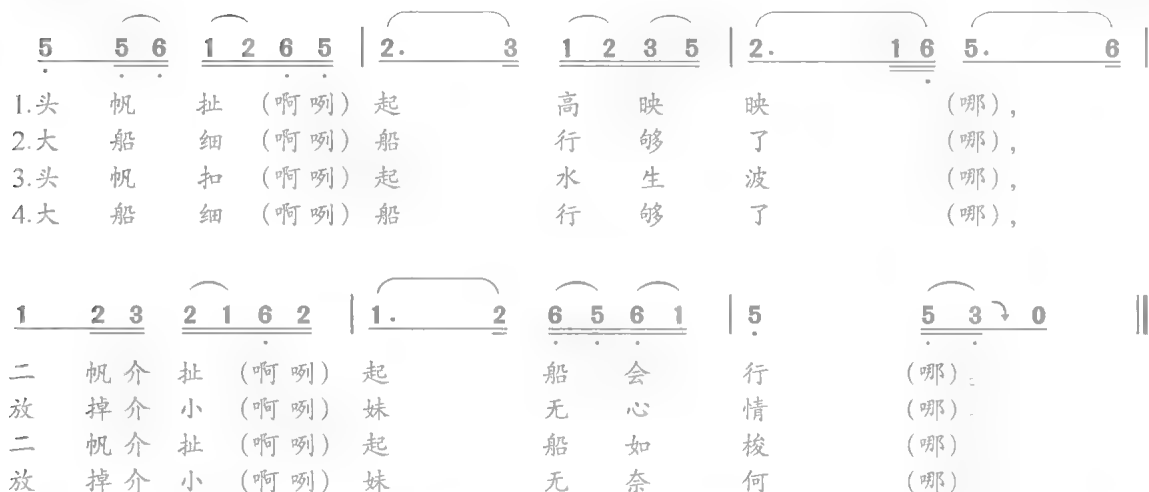 5 5 6 1 2 6 5 | 2. 3 1 2 3 5 | 2. 1 6 5. 6 |
1.头 帆 扯 (啊 咧) 起 高 映 映 (哪),
2.大 船 细 (啊 咧) 船 行 够 了 (哪),
3.头 帆 扣 (啊 咧) 起 水 生 波 (哪),
4.大 船 细 (啊 咧) 船 行 够 了 (哪),
1 2 3 2 1 6 2 | 1. 2 6 5 6 1 | 5 5 3 0 ‖
二 帆 介 扯 (啊 咧) 起 船 会 行 (哪)
放 掉 介 小 (啊 咧) 妹 无 心 情 (哪)
二 帆 介 扯 (啊 咧) 起 船 如 梭 (哪)
放 掉 介 小 (啊 咧) 妹 无 奈 何 (哪)